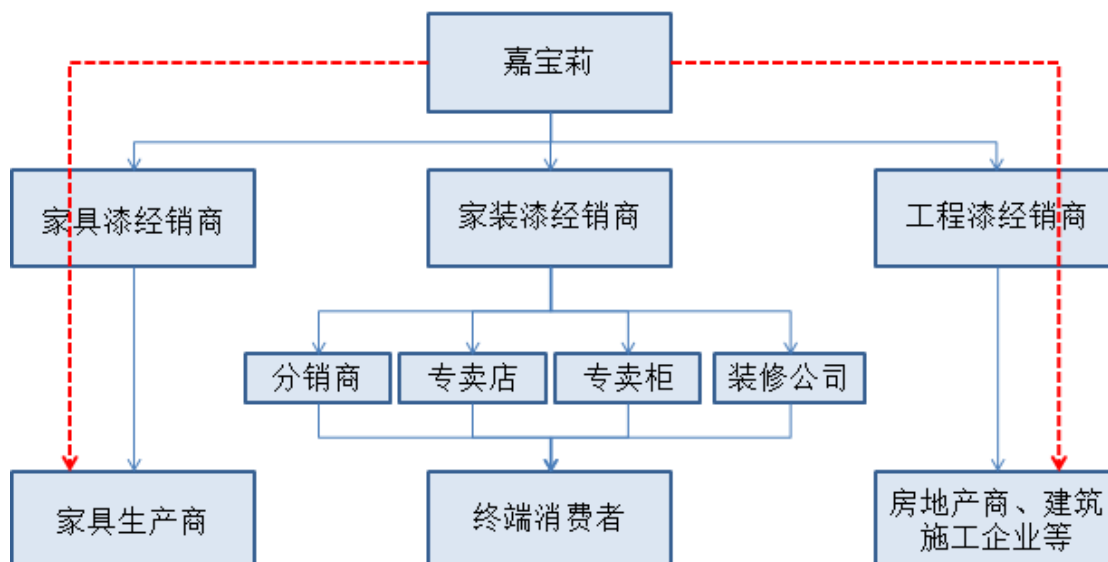 嘉宝莉
家具漆经销商
家装漆经销商
工程漆经销商
分销商
专卖店
专卖柜
装修公司
家具生产商
终端消费者
房地产商、建筑
施工企业等